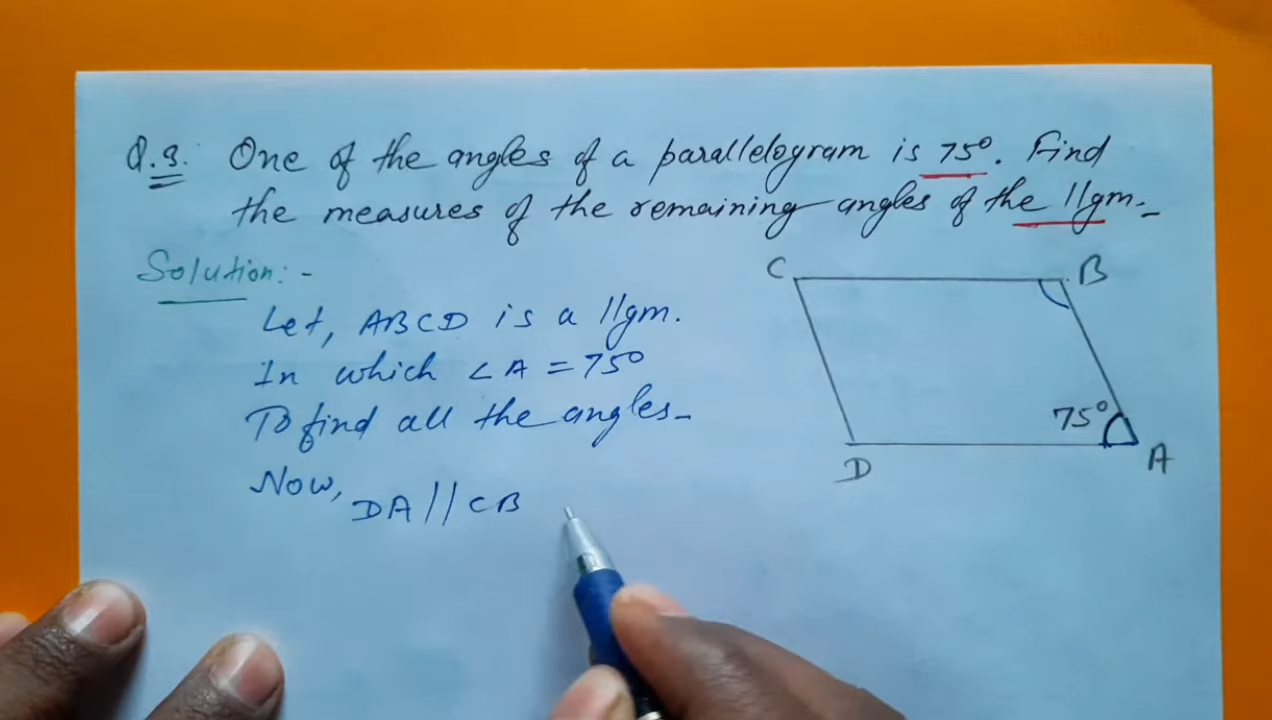 Q.3. One of the angles of a parallelogram is 75°. Find
the measures of the remaining angles of the ||gm.
Solution:-
Let, ABCD is a ||gm.
In which ∠A = 75°
To find all the angles.
Now,
DA || CB
C
B
75°
D
A